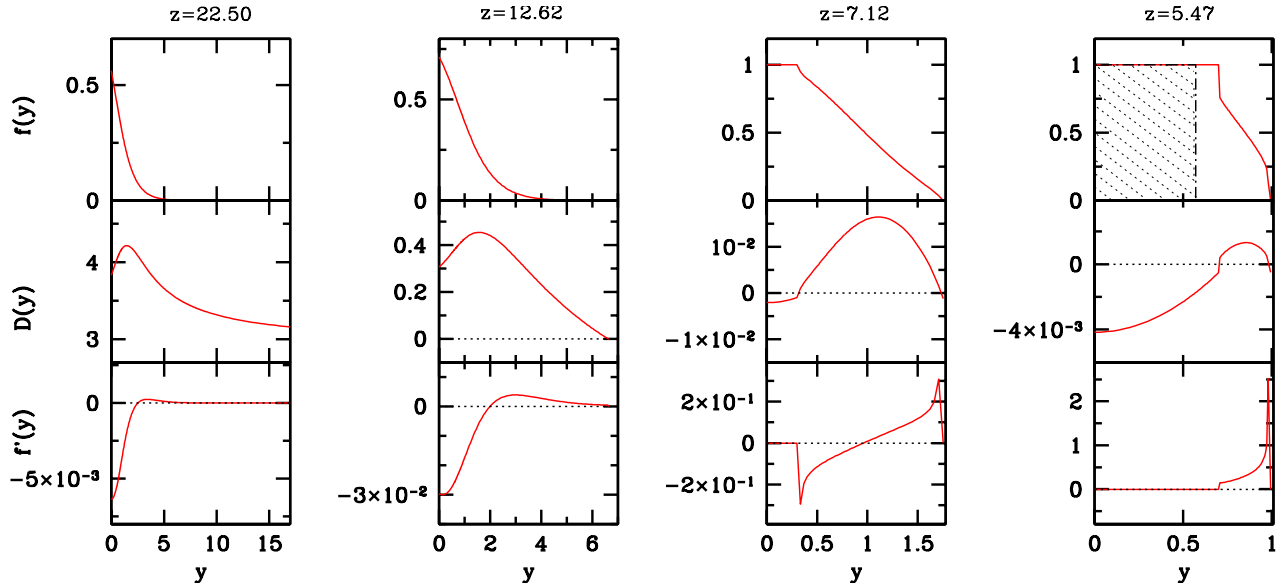 z=22.50 z=12.62 z=7.12 z=5.47
f(y) 0.5 0 0.5 0 1 0.5 0 1 0.5 0
D(y) 4 3 0.4 0.2 0 10⁻² 0 −1×10⁻² 0 −4×10⁻³
f'(y) 0 −5×10⁻³ 0 −3×10⁻² 2×10⁻¹ 0 −2×10⁻¹ 2 1 0
0 5 10 15 0 2 4 6 0 0.5 1 1.5 0 0.5 1
y y y y